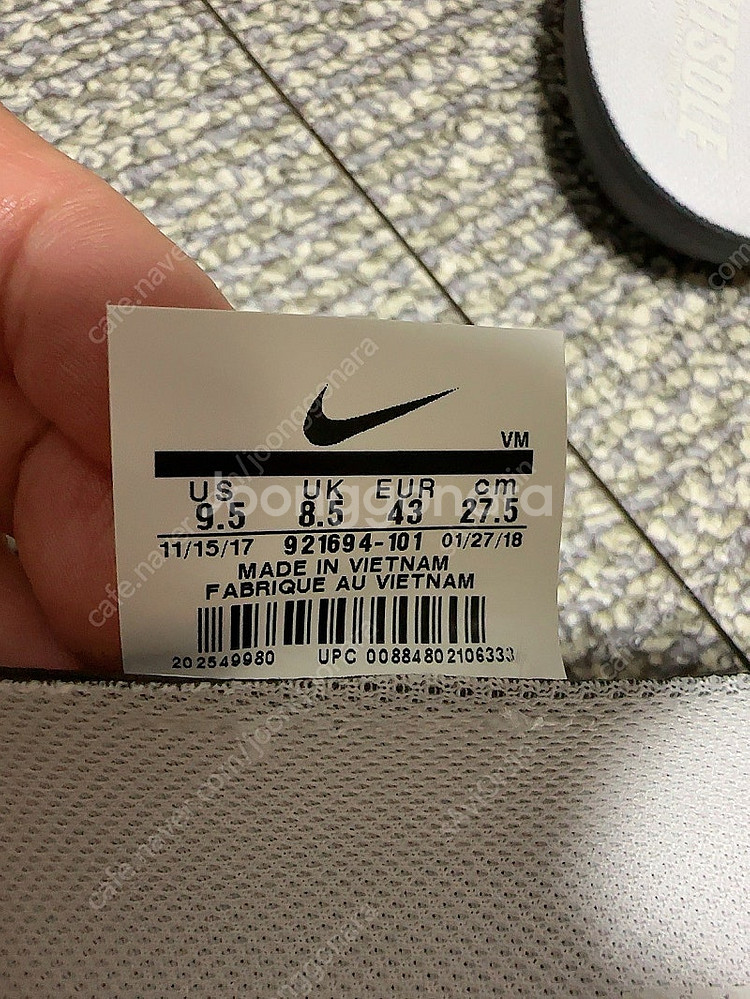 VM
US UK EUR cm
9.5 8.5 43 27.5
11/15/17 921694-101 01/27/18
MADE IN VIETNAM
FABRIQUE AU VIETNAM
202549980 UPC 00884802106333
Joonggonara